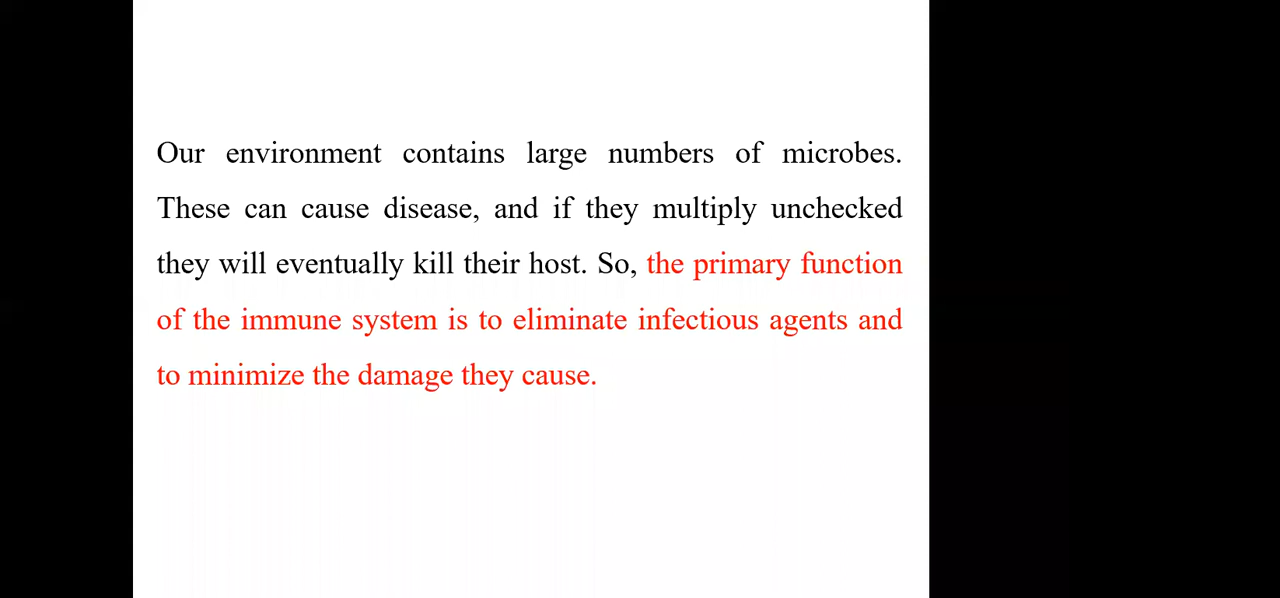 Our environment contains large numbers of microbes.
These can cause disease, and if they multiply unchecked
they will eventually kill their host. So, the primary function
of the immune system is to eliminate infectious agents and
to minimize the damage they cause.